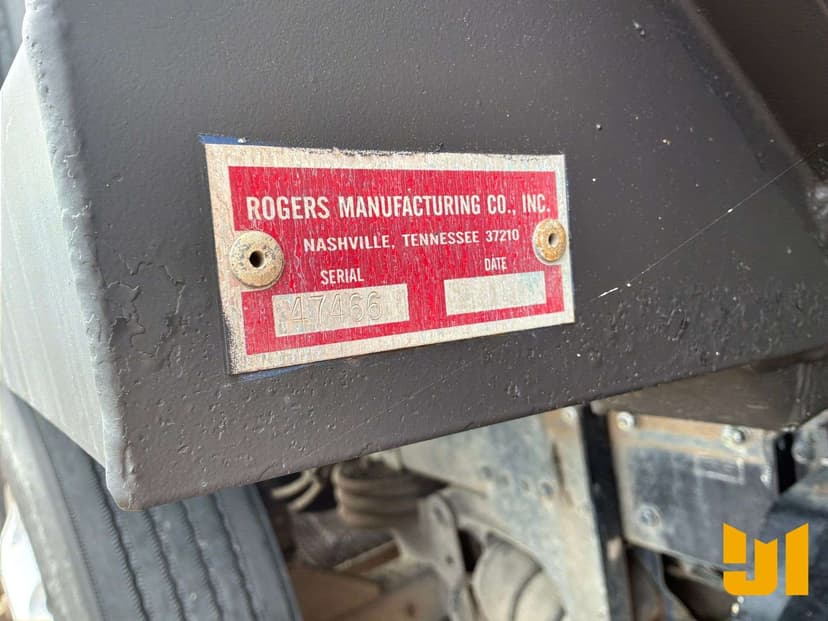 ROGERS MANUFACTURING CO., INC.
NASHVILLE, TENNESSEE 37210
SERIAL DATE
47466